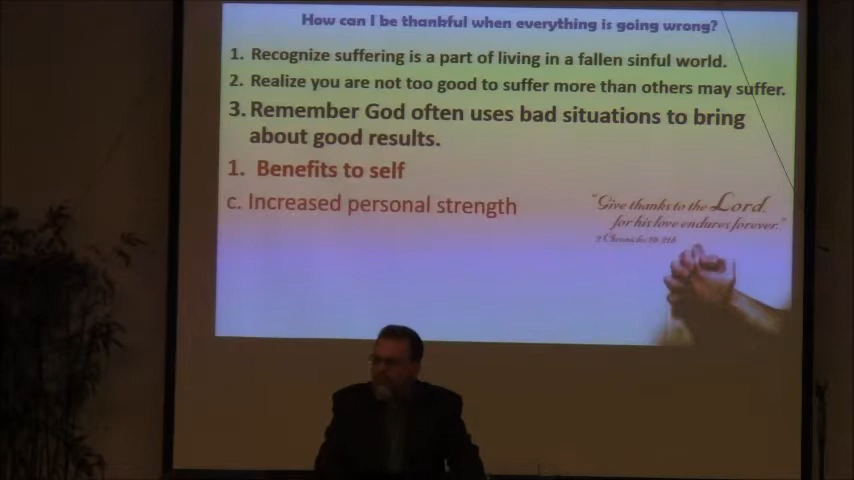 How can I be thankful when everything is going wrong?
1. Recognize suffering is a part of living in a fallen sinful world.
2. Realize you are not too good to suffer more than others may suffer.
3. Remember God often uses bad situations to bring
about good results.
1. Benefits to self
c. Increased personal strength
"Give thanks to the Lord,
for his love endures forever."
2 Chronicles